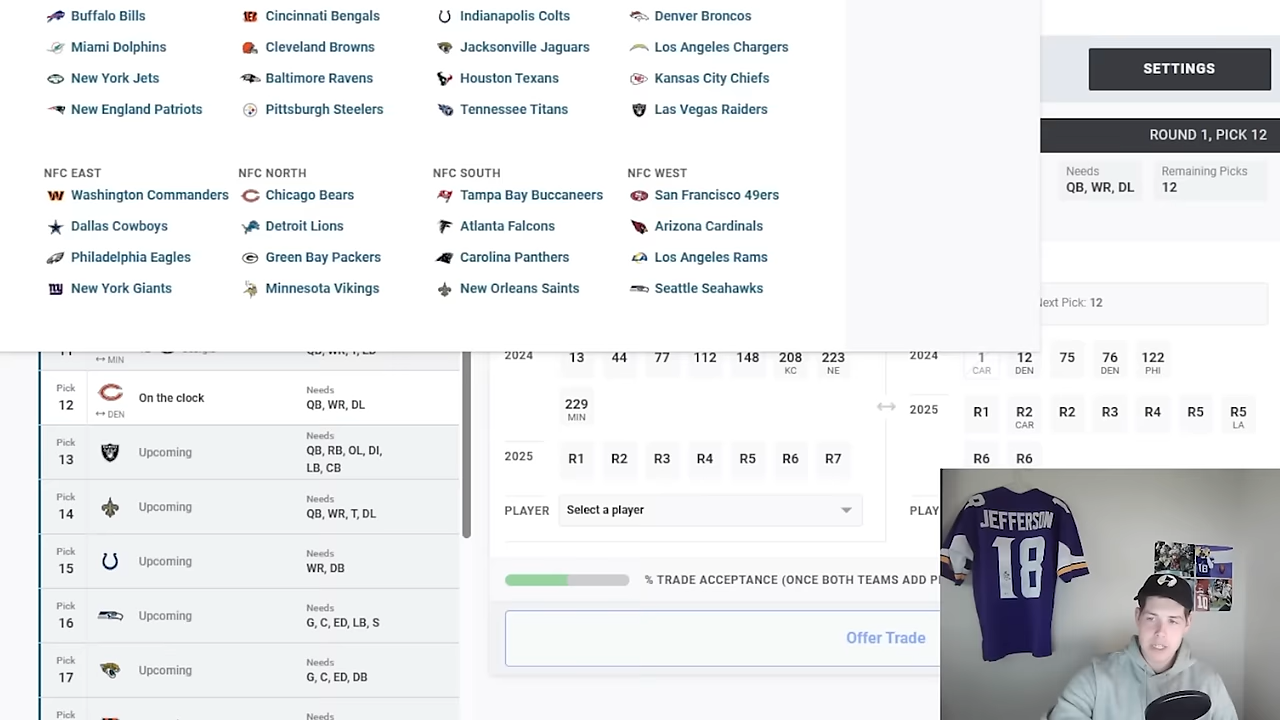 Buffalo Bills
Cincinnati Bengals
Indianapolis Colts
Denver Broncos
Miami Dolphins
Cleveland Browns
Jacksonville Jaguars
Los Angeles Chargers
New York Jets
Baltimore Ravens
Houston Texans
Kansas City Chiefs
New England Patriots
Pittsburgh Steelers
Tennessee Titans
Las Vegas Raiders
NFC EAST
NFC NORTH
NFC SOUTH
NFC WEST
Washington Commanders
Chicago Bears
Tampa Bay Buccaneers
San Francisco 49ers
Dallas Cowboys
Detroit Lions
Atlanta Falcons
Arizona Cardinals
Philadelphia Eagles
Green Bay Packers
Carolina Panthers
Los Angeles Rams
New York Giants
Minnesota Vikings
New Orleans Saints
Seattle Seahawks
SETTINGS
ROUND 1, PICK 12
Needs
QB, WR, DL
Remaining Picks
12
Next Pick: 12
MIN
Pick
12
DEN
On the clock
Needs
QB, WR, DL
Pick
13
Upcoming
Needs
QB, RB, OL, DI,
LB, CB
Pick
14
Upcoming
Needs
QB, WR, T, DL
Pick
15
Upcoming
Needs
WR, DB
Pick
16
Upcoming
Needs
G, C, ED, LB, S
Pick
17
Upcoming
Needs
G, C, ED, DB
Pick
Needs
2024 13 44 77 112 148 208 223
KC NE
229
MIN
2025 R1 R2 R3 R4 R5 R6 R7
PLAYER Select a player
2024 1 12 75 76 122
CAR DEN DEN PHI
2025 R1 R2 R2 R3 R4 R5 R5
CAR LA
R6 R6
PLAY
% TRADE ACCEPTANCE (ONCE BOTH TEAMS ADD
Offer Trade
JEFFERSON
18